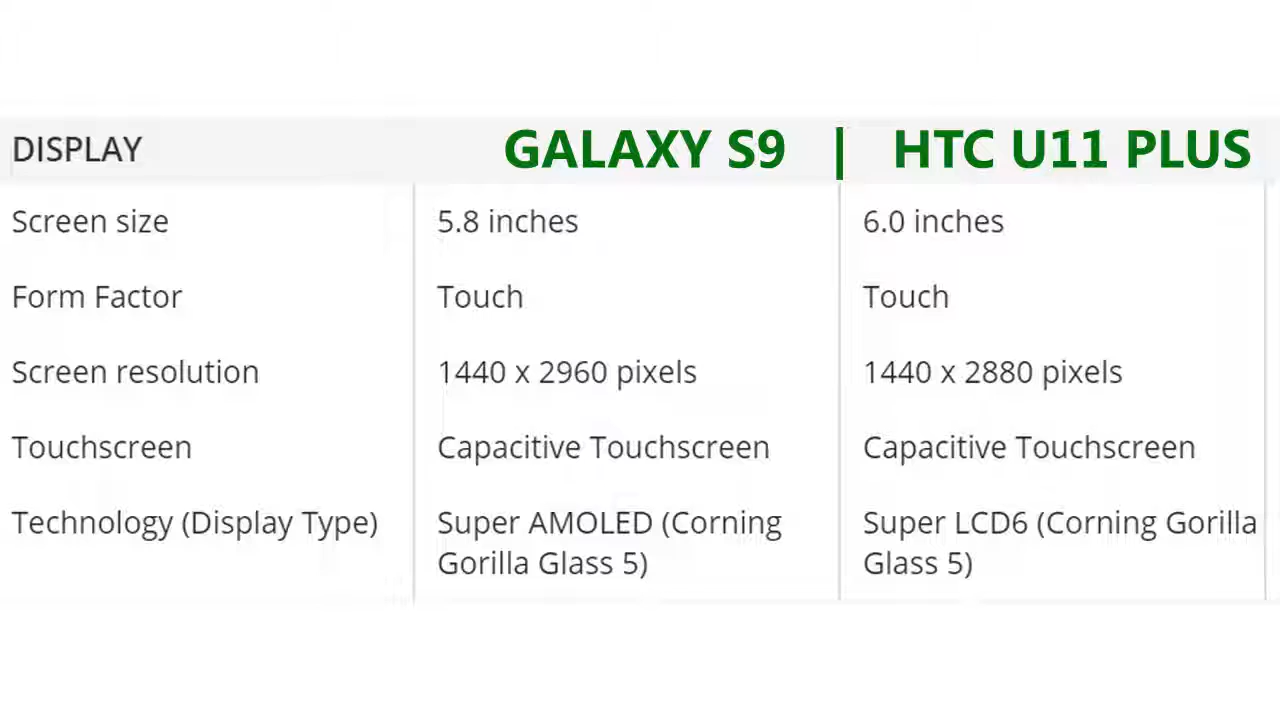 DISPLAY GALAXY S9 | HTC U11 PLUS
Screen size 5.8 inches 6.0 inches
Form Factor Touch Touch
Screen resolution 1440 x 2960 pixels 1440 x 2880 pixels
Touchscreen Capacitive Touchscreen Capacitive Touchscreen
Technology (Display Type) Super AMOLED (Corning Super LCD6 (Corning Gorilla
Gorilla Glass 5) Glass 5)